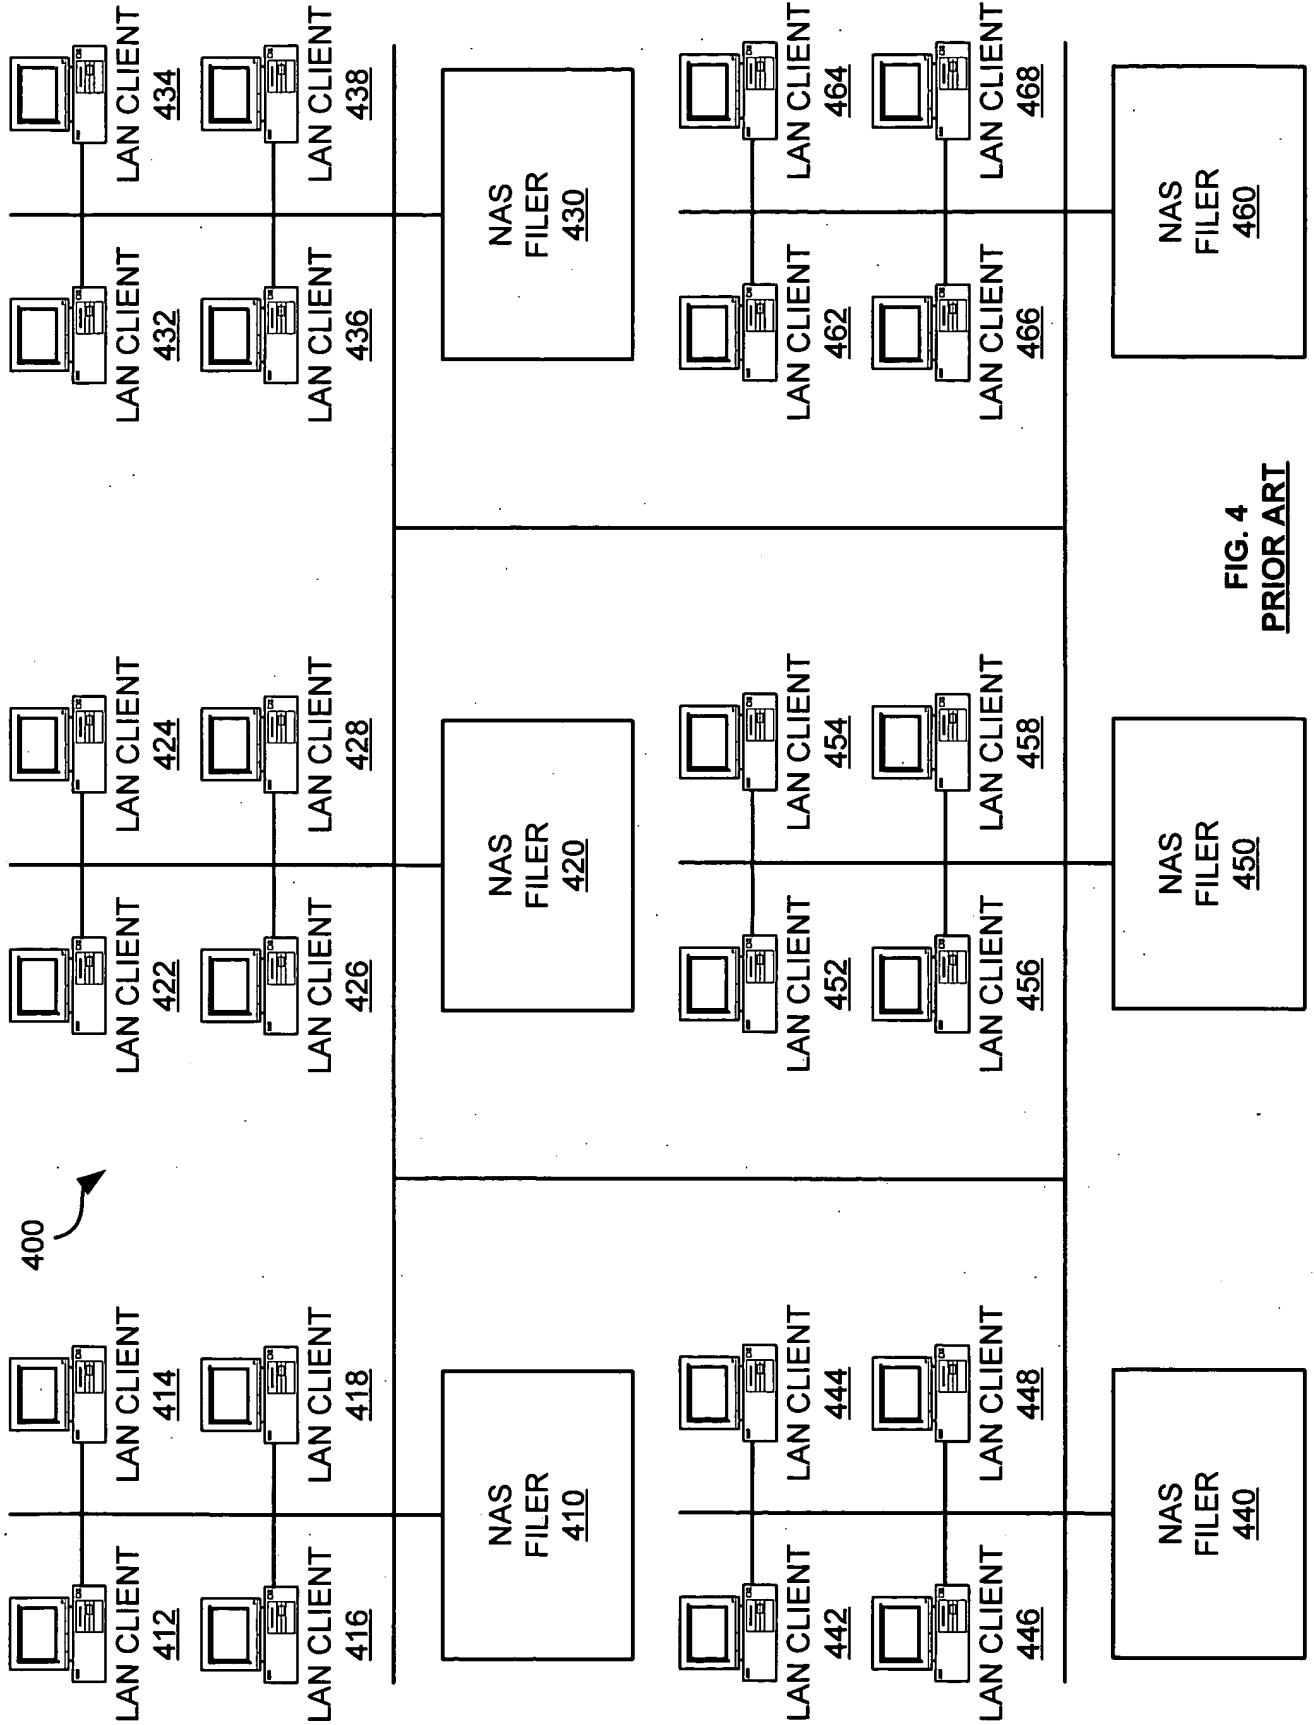 400
LAN CLIENT
412
LAN CLIENT
414
LAN CLIENT
422
LAN CLIENT
424
LAN CLIENT
432
LAN CLIENT
434
LAN CLIENT
416
LAN CLIENT
418
LAN CLIENT
426
LAN CLIENT
428
LAN CLIENT
436
LAN CLIENT
438
NAS
FILER
410
NAS
FILER
420
NAS
FILER
430
LAN CLIENT
442
LAN CLIENT
444
LAN CLIENT
452
LAN CLIENT
454
LAN CLIENT
462
LAN CLIENT
464
LAN CLIENT
446
LAN CLIENT
448
LAN CLIENT
456
LAN CLIENT
458
LAN CLIENT
466
LAN CLIENT
468
NAS
FILER
440
NAS
FILER
450
NAS
FILER
460
FIG. 4
PRIOR ART